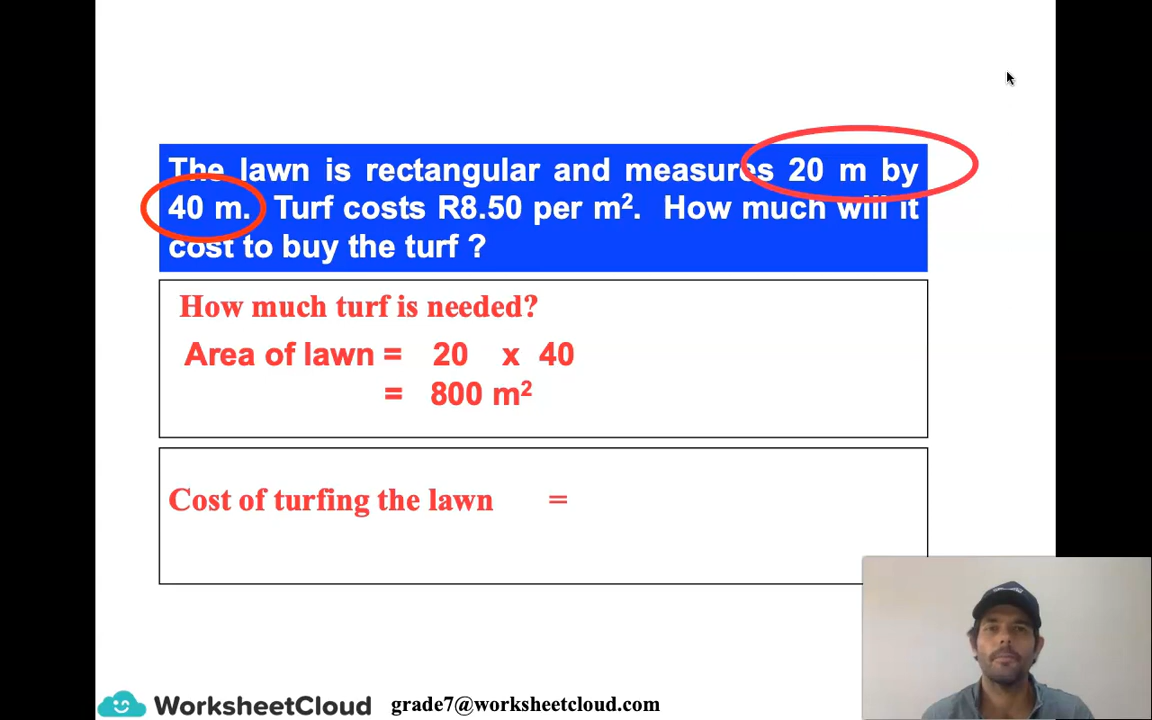 The lawn is rectangular and measures 20 m by
40 m. Turf costs R8.50 per m². How much will it
cost to buy the turf ?
How much turf is needed?
Area of lawn = 20 x 40
= 800 m²
Cost of turfing the lawn =
WorksheetCloud grade7@worksheetcloud.com